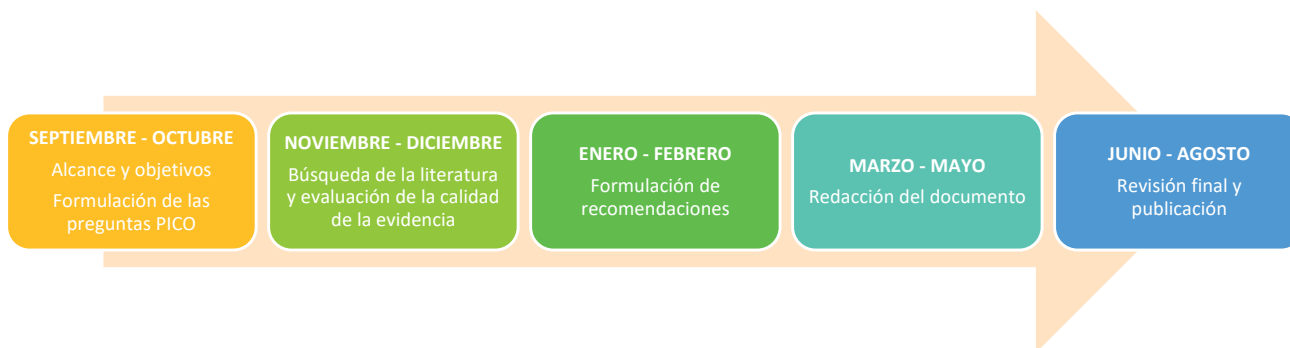 SEPTIEMBRE - OCTUBRE
Alcance y objetivos
Formulación de las
preguntas PICO
NOVIEMBRE - DICIEMBRE
Búsqueda de la literatura
y evaluación de la calidad
de la evidencia
ENERO - FEBRERO
Formulación de
recomendaciones
MARZO - MAYO
Redacción del documento
JUNIO - AGOSTO
Revisión final y
publicación